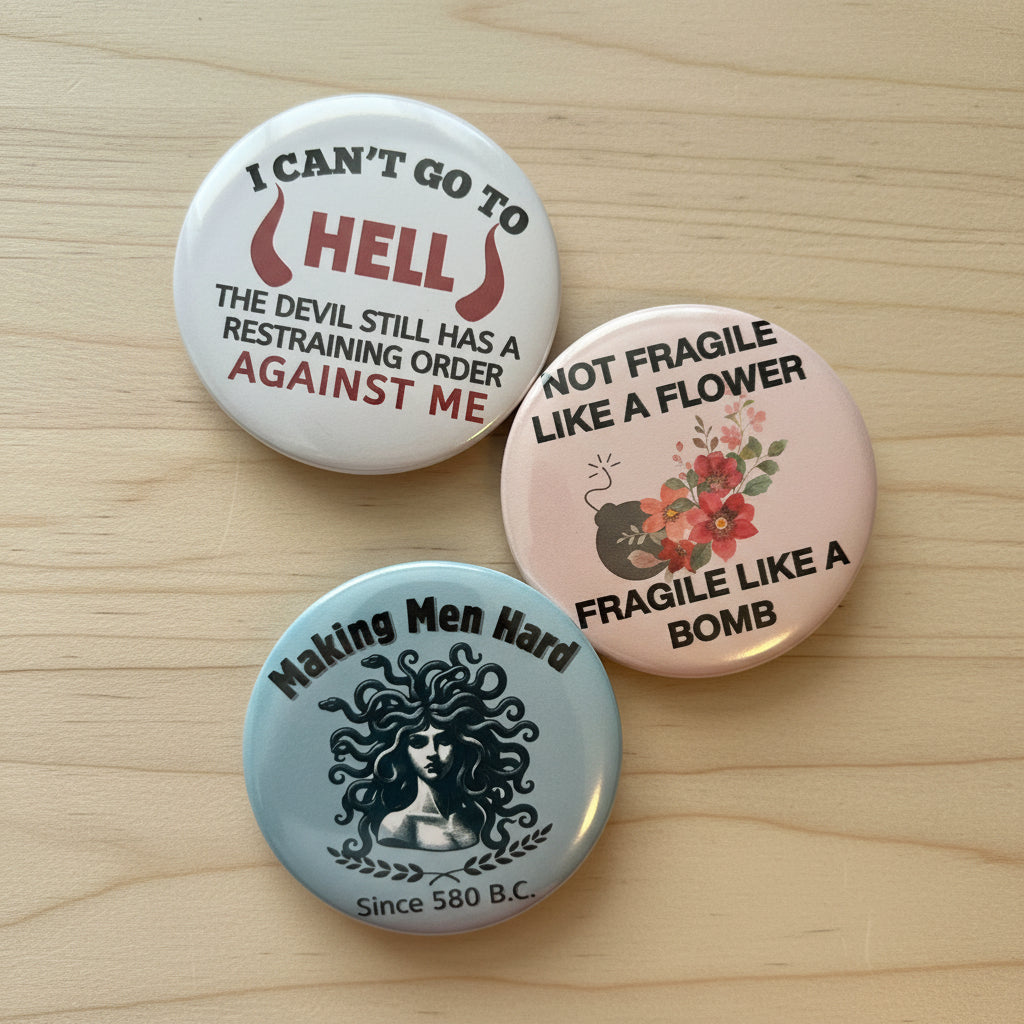 I CAN'T GO TO
HELL
THE DEVIL STILL HAS A
RESTRAINING ORDER
AGAINST ME
NOT FRAGILE
LIKE A FLOWER
FRAGILE LIKE A
BOMB
Making Men Hard
Since 580 B.C.